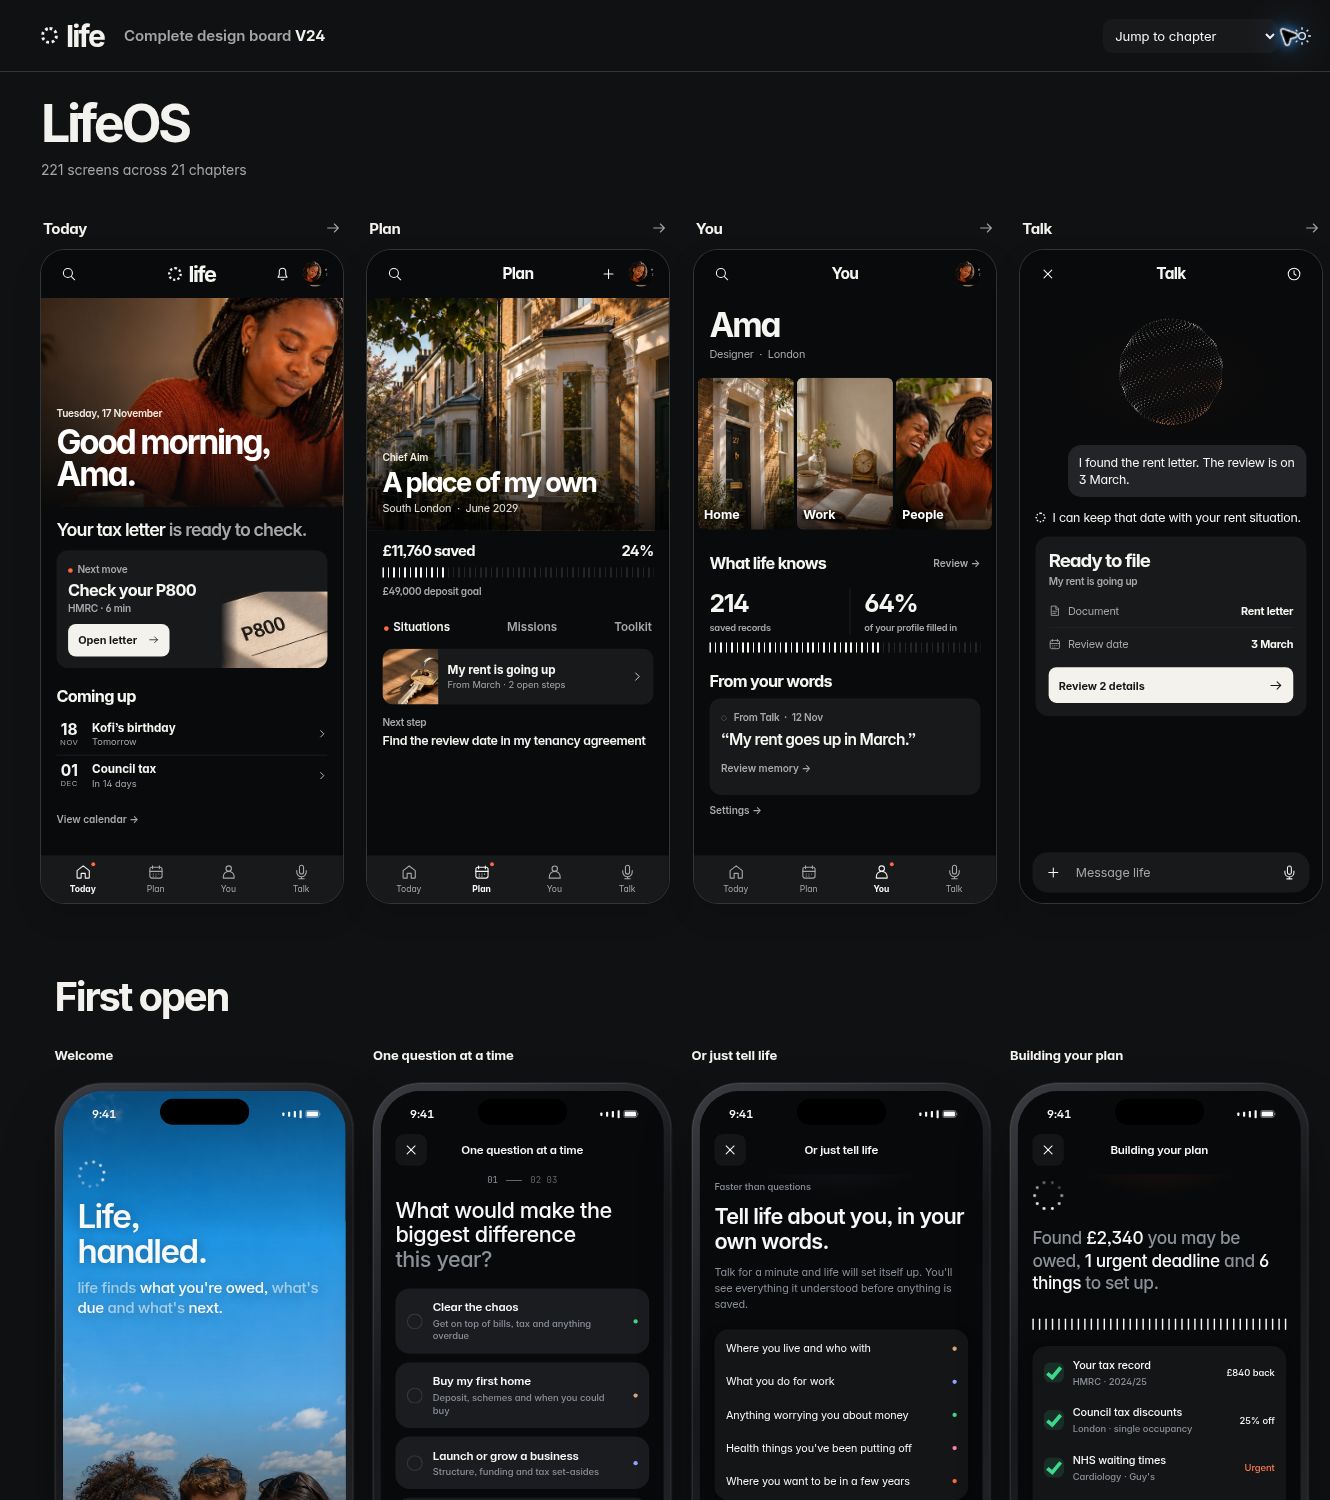 life Complete design board V24
Jump to chapter
LifeOS
221 screens across 21 chapters
Today →
life
Tuesday, 17 November
Good morning,
Ama.
Your tax letter is ready to check.
Next move
Check your P800
HMRC · 6 min
Open letter →
P800
Coming up
18 NOV
Kofi’s birthday
Tomorrow
01 DEC
Council tax
In 14 days
View calendar →
Today Plan You Talk
Plan →
Plan
Chief Aim
A place of my own
South London · June 2029
£11,760 saved 24%
£49,000 deposit goal
Situations Missions Toolkit
My rent is going up
From March · 2 open steps
Next step
Find the review date in my tenancy agreement
Today Plan You Talk
You →
You
Ama
Designer · London
Home Work People
What life knows Review →
214 64%
saved records of your profile filled in
From your words
From Talk · 12 Nov
“My rent goes up in March.”
Review memory →
Settings →
Today Plan You Talk
Talk →
Talk
I found the rent letter. The review is on
3 March.
I can keep that date with your rent situation.
Ready to file
My rent is going up
Document Rent letter
Review date 3 March
Review 2 details →
Message life
First open
Welcome
9:41
Life,
handled.
life finds what you're owed, what's
due and what's next.
One question at a time
9:41
One question at a time
01 — 02 03
What would make the
biggest difference
this year?
Clear the chaos
Get on top of bills, tax and anything
overdue
Buy my first home
Deposit, schemes and when you could
buy
Launch or grow a business
Structure, funding and tax set-asides
Or just tell life
9:41
Or just tell life
Faster than questions
Tell life about you, in your
own words.
Talk for a minute and life will set itself up. You'll
see everything it understood before anything is
saved.
Where you live and who with
What you do for work
Anything worrying you about money
Health things you've been putting off
Where you want to be in a few years
Building your plan
9:41
Building your plan
Found £2,340 you may be
owed, 1 urgent deadline and 6
things to set up.
Your tax record £840 back
HMRC · 2024/25
Council tax discounts 25% off
London · single occupancy
NHS waiting times Urgent
Cardiology · Guy's